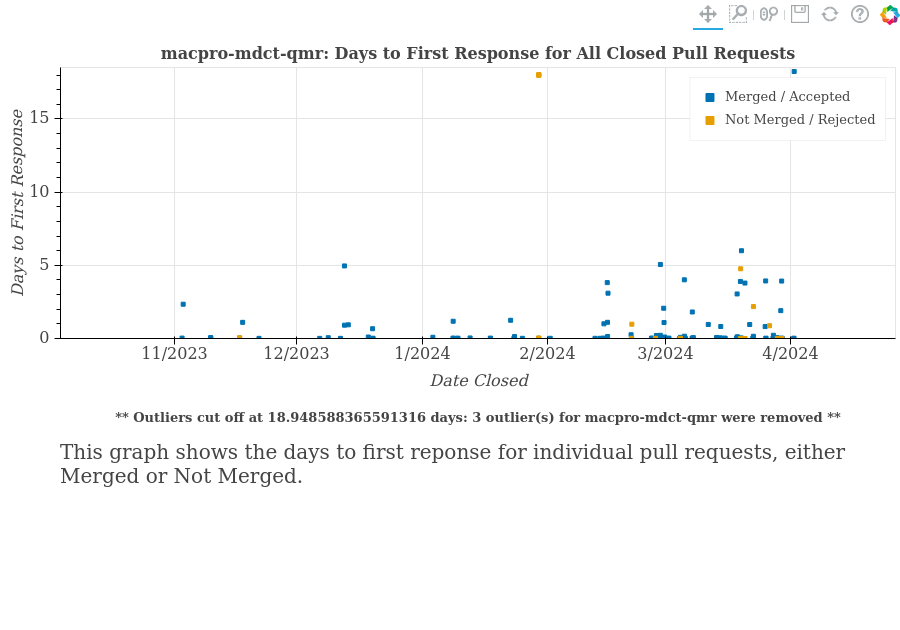 macpro-mdct-qmr: Days to First Response for All Closed Pull Requests
Merged / Accepted
Not Merged / Rejected
Days to First Response
15
10
5
0
11/2023 12/2023 1/2024 2/2024 3/2024 4/2024
Date Closed
** Outliers cut off at 18.948588365591316 days: 3 outlier(s) for macpro-mdct-qmr were removed **
This graph shows the days to first reponse for individual pull requests, either
Merged or Not Merged.